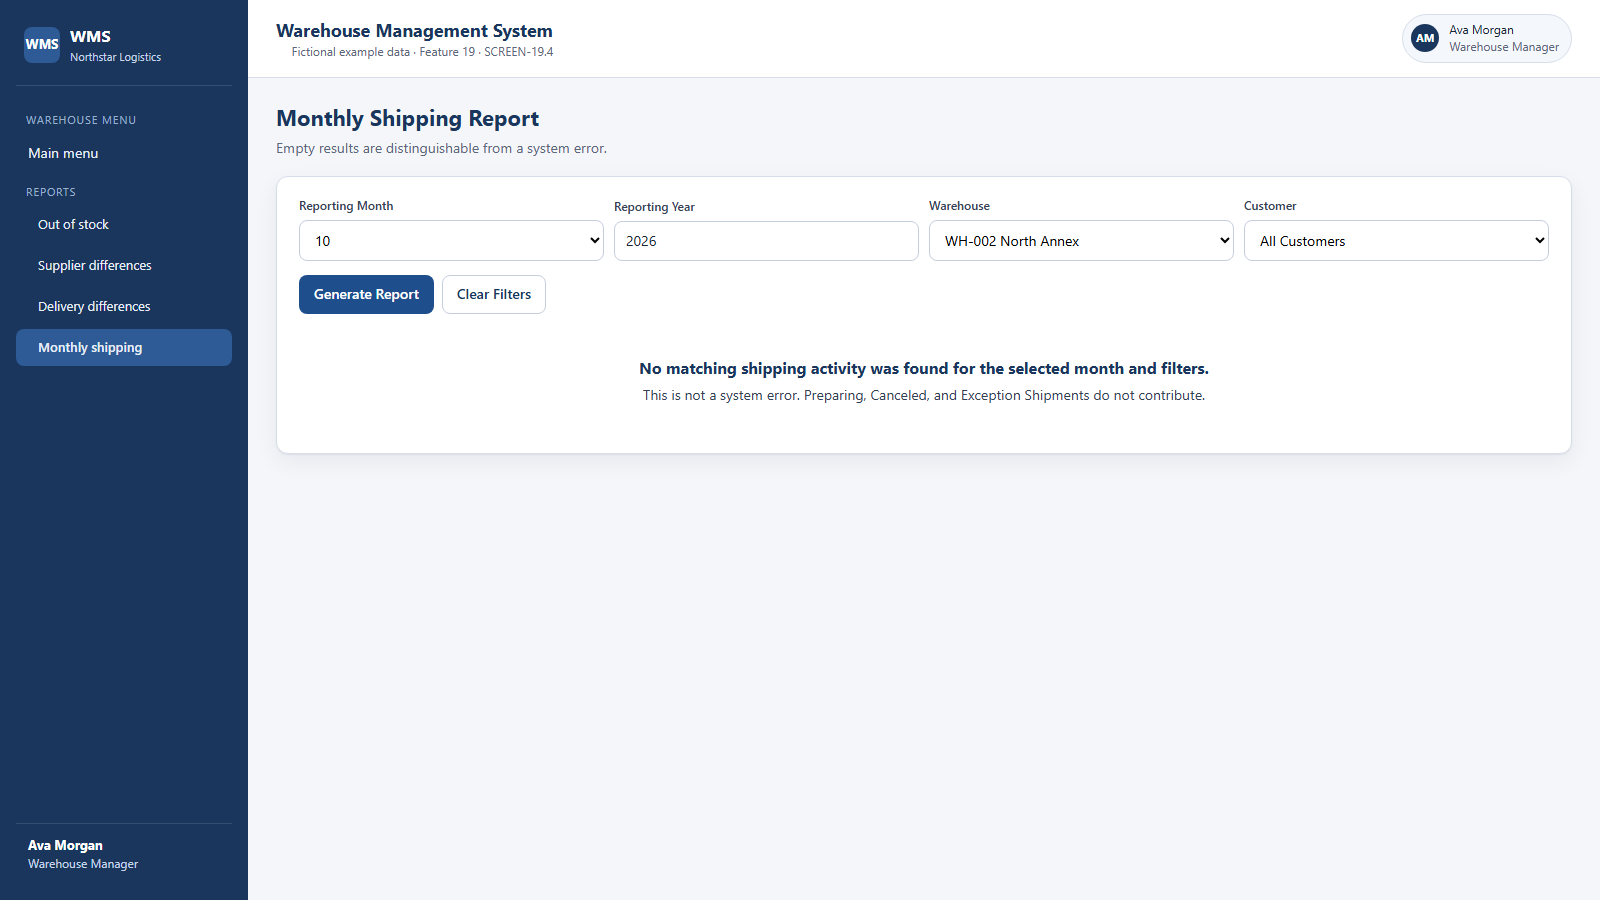 WMS
WMS
Northstar Logistics
WAREHOUSE MENU
Main menu
REPORTS
Out of stock
Supplier differences
Delivery differences
Monthly shipping
Ava Morgan
Warehouse Manager
Warehouse Management System
Fictional example data · Feature 19 · SCREEN-19.4
AM
Ava Morgan
Warehouse Manager
Monthly Shipping Report
Empty results are distinguishable from a system error.
Reporting Month
10
Reporting Year
2026
Warehouse
WH-002 North Annex
Customer
All Customers
Generate Report
Clear Filters
No matching shipping activity was found for the selected month and filters.
This is not a system error. Preparing, Canceled, and Exception Shipments do not contribute.